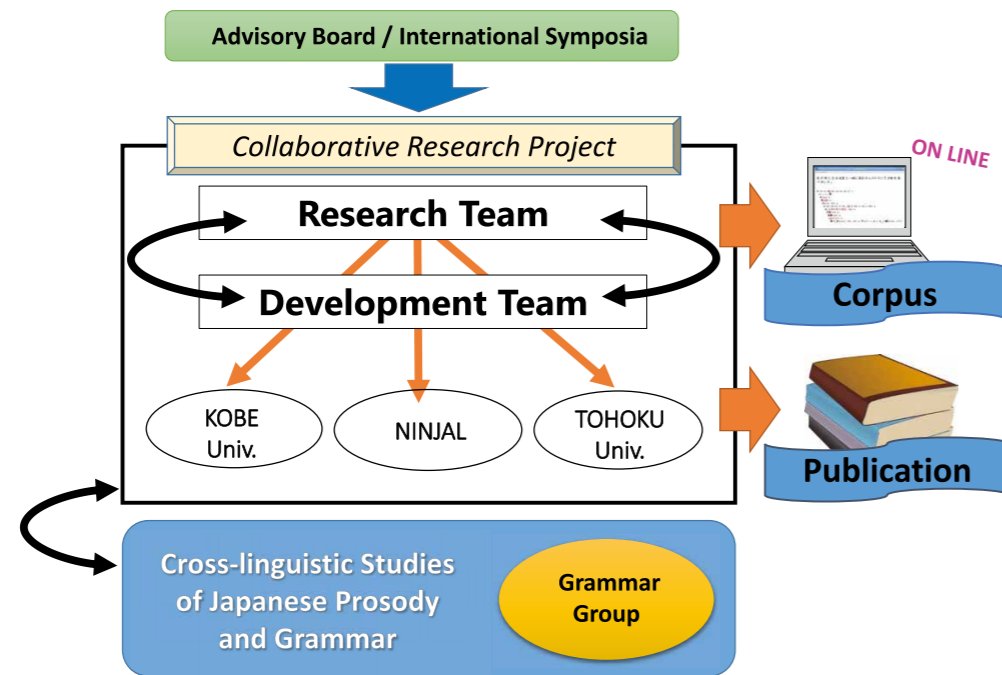 Advisory Board / International Symposia
Collaborative Research Project
Research Team
Development Team
KOBE
Univ.
NINJAL
TOHOKU
Univ.
ON LINE
Corpus
Publication
Cross-linguistic Studies
of Japanese Prosody
and Grammar
Grammar
Group